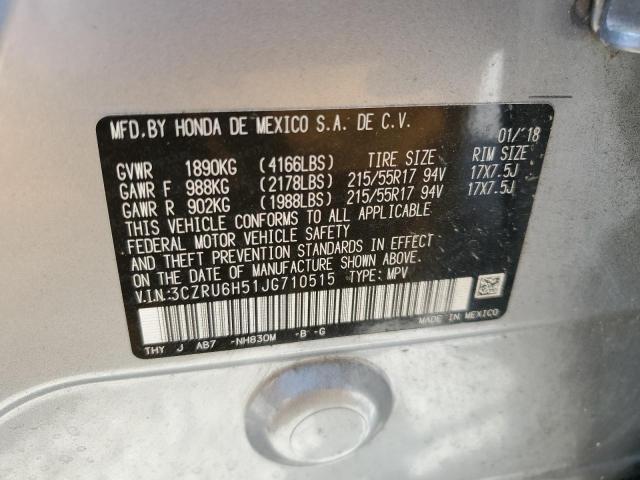 MFD. BY HONDA DE MEXICO S.A. DE C.V. 01/'18
GVWR 1890KG (4166LBS) TIRE SIZE RIM SIZE
GAWR F 988KG (2178LBS) 215/55R17 94V 17X7.5J
GAWR R 902KG (1988LBS) 215/55R17 94V 17X7.5J
THIS VEHICLE CONFORMS TO ALL APPLICABLE
FEDERAL MOTOR VEHICLE SAFETY
AND THEFT PREVENTION STANDARDS IN EFFECT
ON THE DATE OF MANUFACTURE SHOWN ABOVE.
V.I.N.:3CZRU6H51JG710515 TYPE: MPV
THY J AB7 -NH830M -B -G MADE IN MEXICO